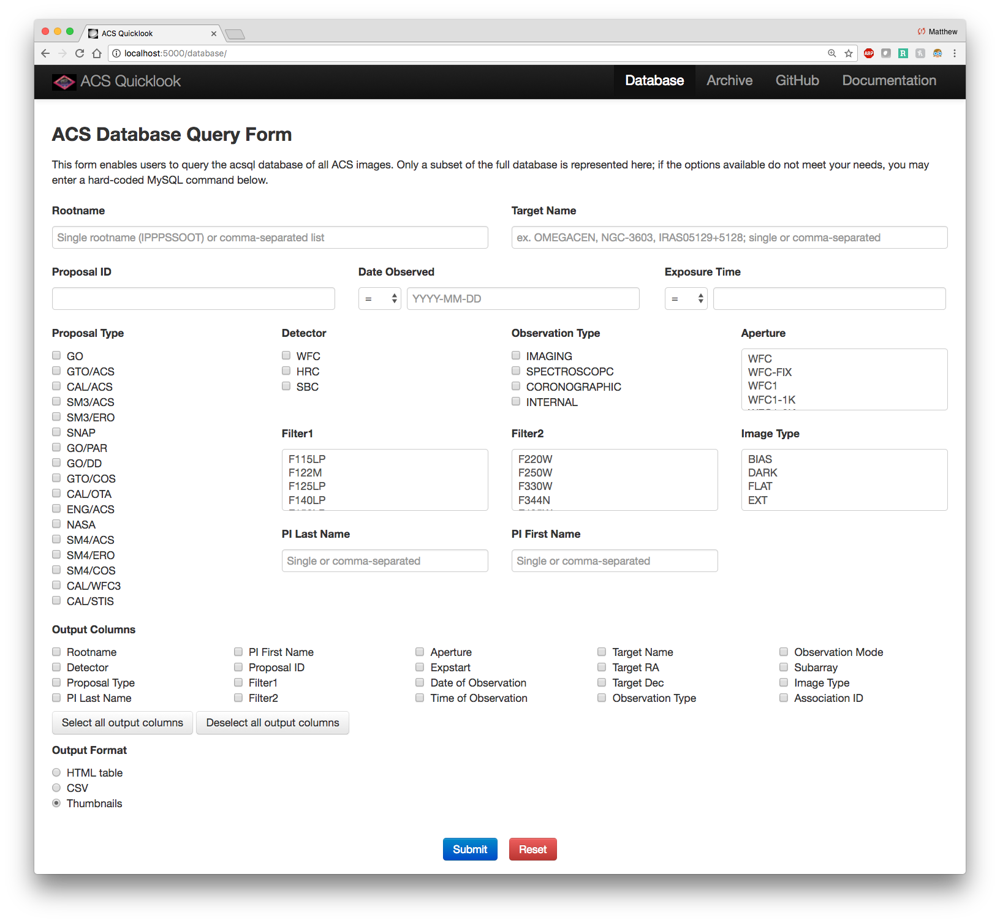 ACS Quicklook
Matthew
localhost:5000/database/
ABP
R
ACS Quicklook
Database Archive GitHub Documentation
ACS Database Query Form
This form enables users to query the acsql database of all ACS images. Only a subset of the full database is represented here; if the options available do not meet your needs, you may
enter a hard-coded MySQL command below.
Rootname Target Name
Single rootname (IPPPSSOOT) or comma-separated list ex. OMEGACEN, NGC-3603, IRAS05129+5128; single or comma-separated
Proposal ID Date Observed Exposure Time
= YYYY-MM-DD =
Proposal Type
GO
GTO/ACS
CAL/ACS
SM3/ACS
SM3/ERO
SNAP
GO/PAR
GO/DD
GTO/COS
CAL/OTA
ENG/ACS
NASA
SM4/ACS
SM4/ERO
SM4/COS
CAL/WFC3
CAL/STIS
Detector
WFC
HRC
SBC
Observation Type
IMAGING
SPECTROSCOPC
CORONOGRAPHIC
INTERNAL
Aperture
WFC
WFC-FIX
WFC1
WFC1-1K
Filter1
F115LP
F122M
F125LP
F140LP
Filter2
F220W
F250W
F330W
F344N
Image Type
BIAS
DARK
FLAT
EXT
PI Last Name
Single or comma-separated
PI First Name
Single or comma-separated
Output Columns
Rootname PI First Name Aperture Target Name Observation Mode
Detector Proposal ID Expstart Target RA Subarray
Proposal Type Filter1 Date of Observation Target Dec Image Type
PI Last Name Filter2 Time of Observation Observation Type Association ID
Select all output columns Deselect all output columns
Output Format
HTML table
CSV
Thumbnails
Submit Reset